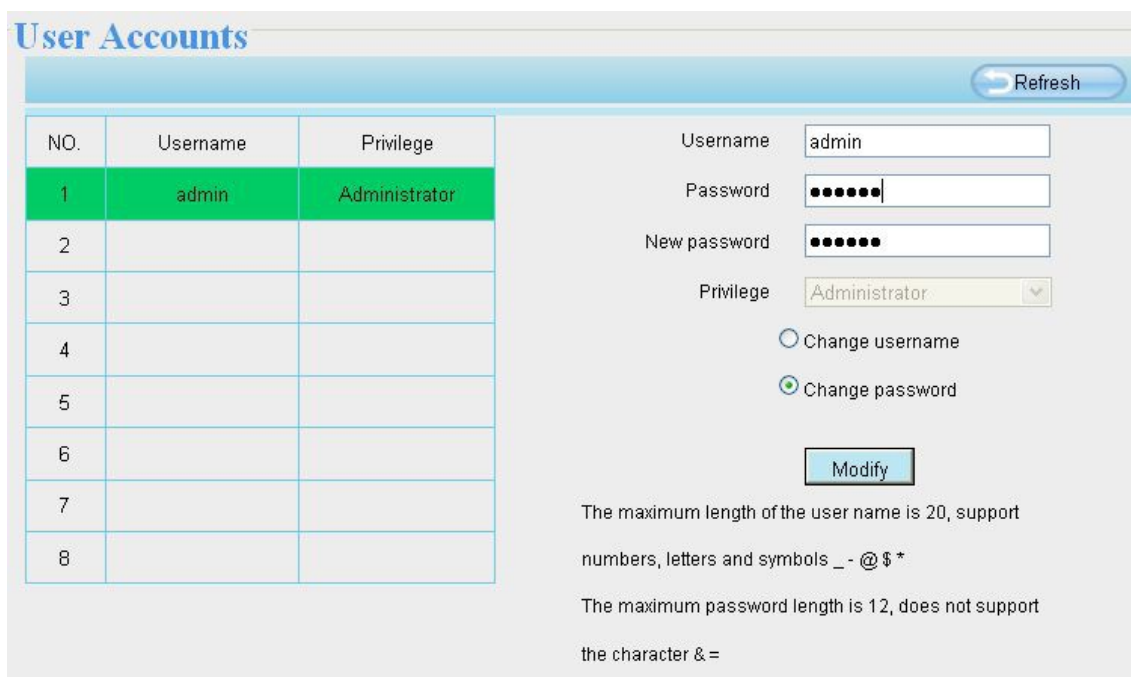 User Accounts
Refresh
NO. Username Privilege
1 admin Administrator
2
3
4
5
6
7
8
Username admin
Password ●●●●●●
New password ●●●●●●
Privilege Administrator
Change username
Change password
Modify
The maximum length of the user name is 20, support
numbers, letters and symbols _ - @ $ *
The maximum password length is 12, does not support
the character & =